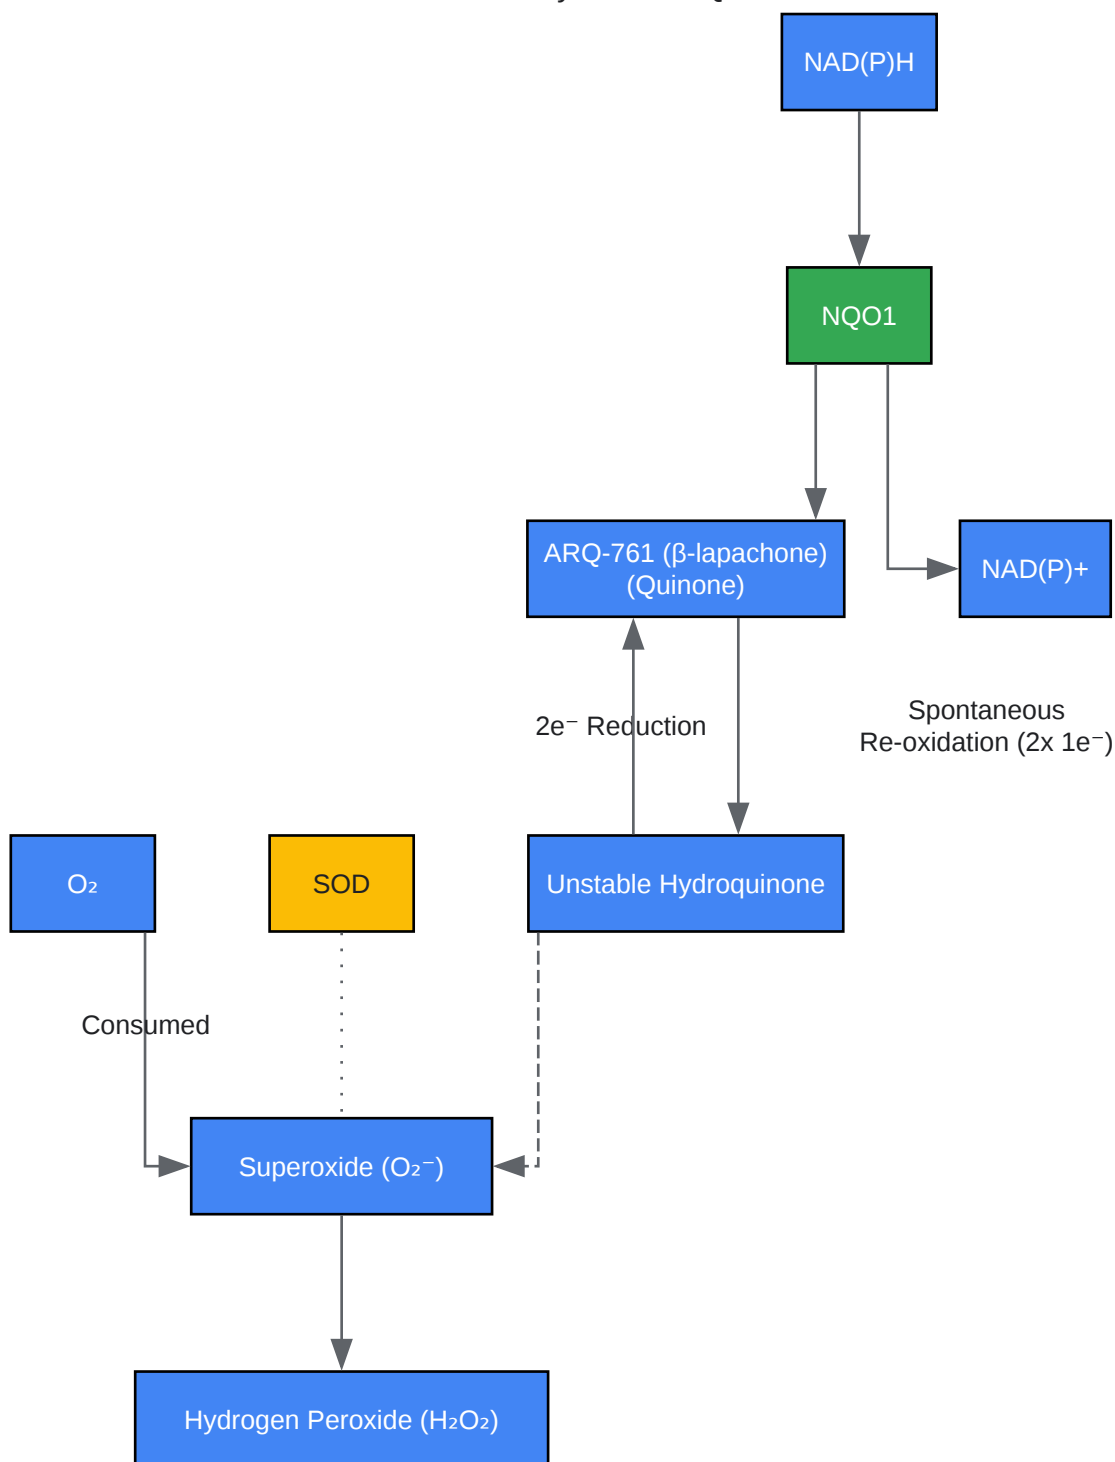 NAD(P)H
NQO1
ARQ-761 (β-lapachone)
(Quinone)
NAD(P)+
2e⁻ Reduction
Spontaneous
Re-oxidation (2x 1e⁻)
O₂
SOD
Unstable Hydroquinone
Consumed
Superoxide (O₂⁻)
Hydrogen Peroxide (H₂O₂)